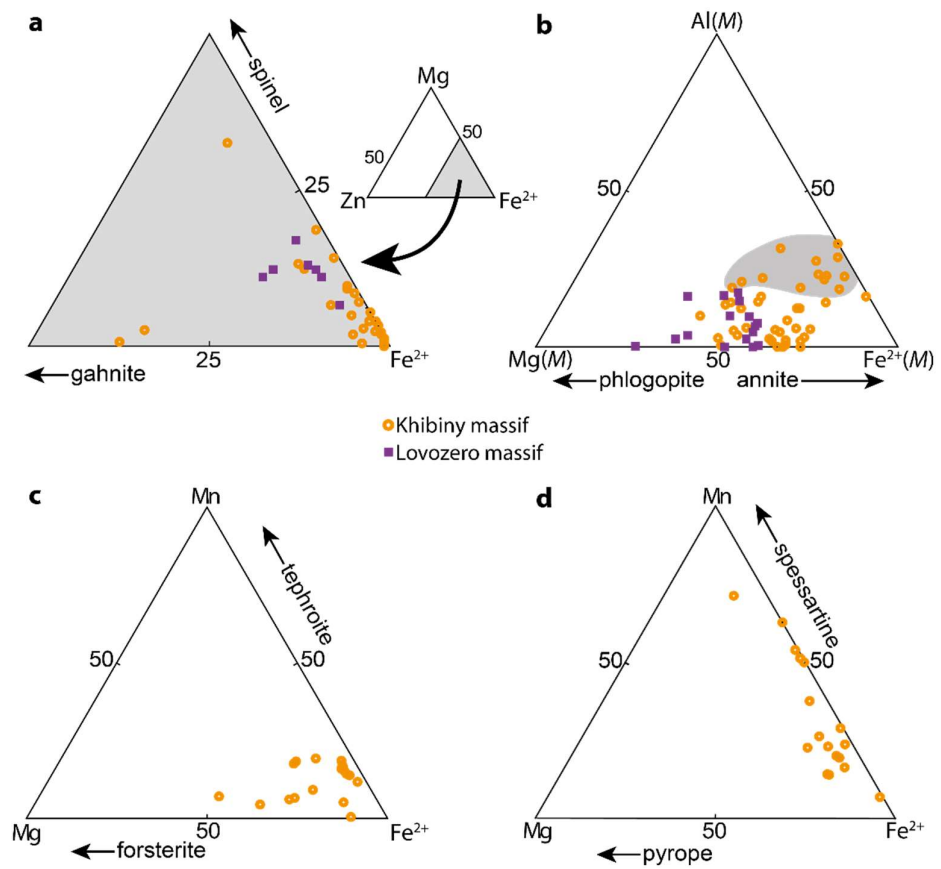 a
spinel
25
25
Fe²⁺
gahnite
Mg
50
50
Zn
Fe²⁺
b
Al(M)
50
50
Mg(M)
50
Fe²⁺(M)
phlogopite
annite
Khibiny massif
Lovozero massif
c
Mn
tephroite
50
50
Mg
50
Fe²⁺
forsterite
d
Mn
spessartine
50
50
Mg
50
Fe²⁺
pyrope